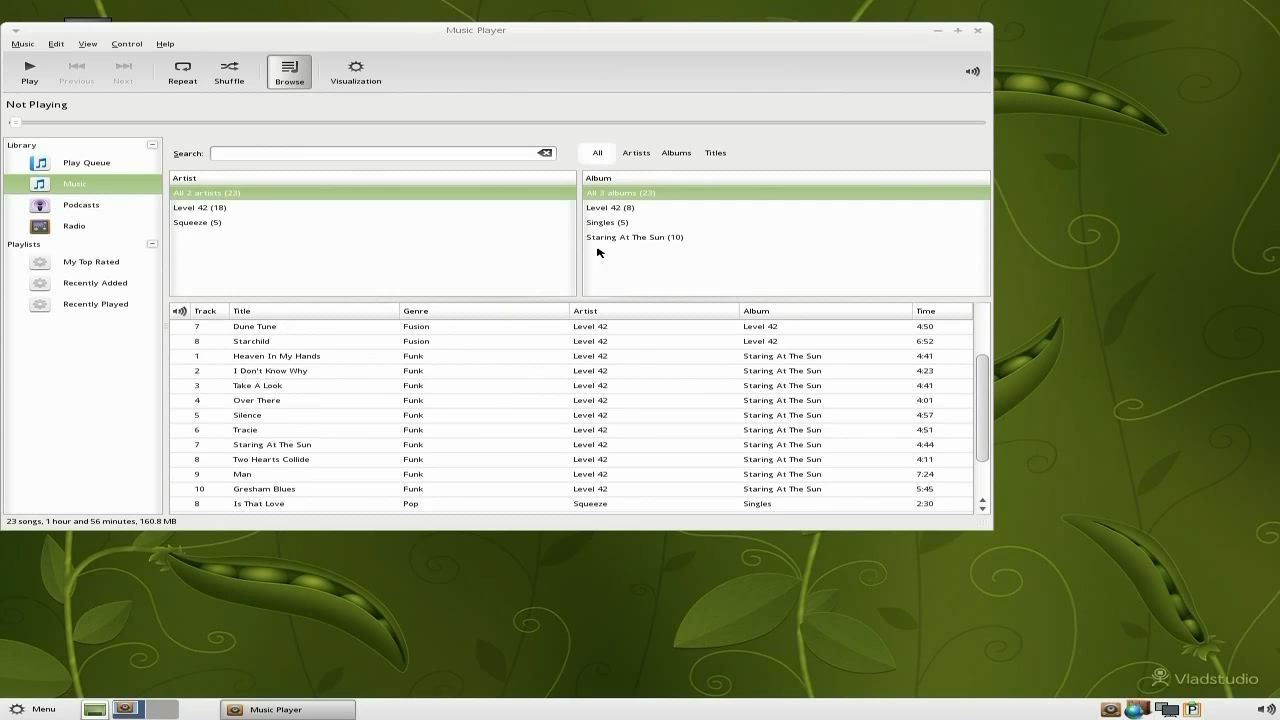 Music Player
Music Edit View Control Help
Play Previous Next Repeat Shuffle Browse Visualization
Not Playing
Library
Play Queue
Music
Podcasts
Radio
Playlists
My Top Rated
Recently Added
Recently Played
Search: All Artists Albums Titles
Artist
All 2 artists (23)
Level 42 (18)
Squeeze (5)
Album
All 3 albums (23)
Level 42 (8)
Singles (5)
Staring At The Sun (10)
Track Title Genre Artist Album Time
7 Dune Tune Fusion Level 42 Level 42 4:50
8 Starchild Fusion Level 42 Level 42 6:52
1 Heaven In My Hands Funk Level 42 Staring At The Sun 4:41
2 I Don't Know Why Funk Level 42 Staring At The Sun 4:23
3 Take A Look Funk Level 42 Staring At The Sun 4:41
4 Over There Funk Level 42 Staring At The Sun 4:01
5 Silence Funk Level 42 Staring At The Sun 4:57
6 Tracie Funk Level 42 Staring At The Sun 4:51
7 Staring At The Sun Funk Level 42 Staring At The Sun 4:44
8 Two Hearts Collide Funk Level 42 Staring At The Sun 4:11
9 Man Funk Level 42 Staring At The Sun 7:24
10 Gresham Blues Funk Level 42 Staring At The Sun 5:45
8 Is That Love Pop Squeeze Singles 2:30
23 songs, 1 hour and 56 minutes, 160.8 MB
Vladstudio
Menu Music Player P